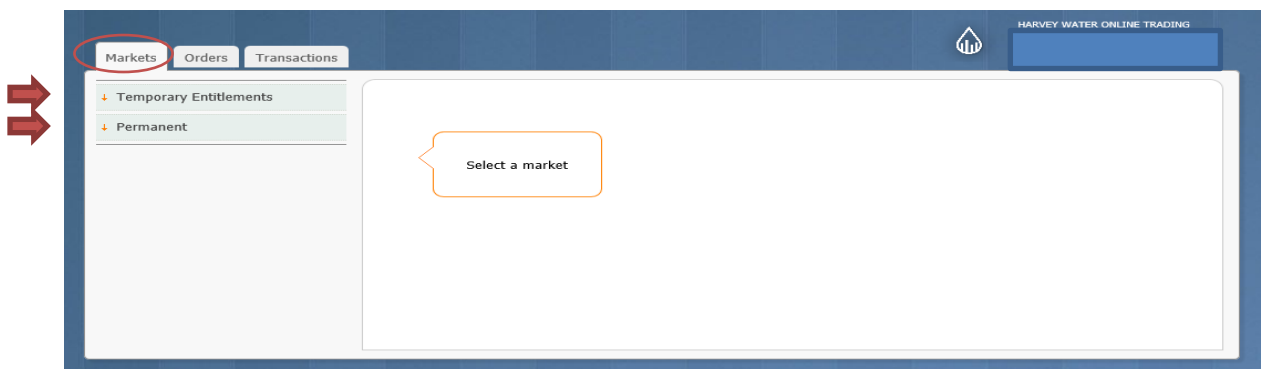 HARVEY WATER ONLINE TRADING
Markets Orders Transactions
Temporary Entitlements
Permanent
Select a market